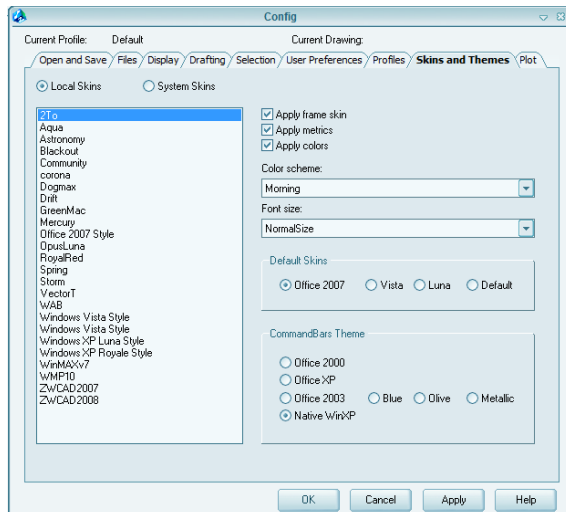 Config
Current Profile: Default Current Drawing:
Open and Save Files Display Drafting Selection User Preferences Profiles Skins and Themes Plot
Local Skins System Skins
2To
Aqua
Astronomy
Blackout
Community
corona
Dogmax
Drift
GreenMac
Mercury
Office 2007 Style
OpusLuna
RoyalRed
Spring
Storm
VectorT
WAB
Windows Vista Style
Windows Vista Style
Windows XP Luna Style
Windows XP Royale Style
WinMAXv7
WMP10
ZWCAD2007
ZWCAD2008
Apply frame skin
Apply metrics
Apply colors
Color scheme:
Morning
Font size:
NormalSize
Default Skins
Office 2007 Vista Luna Default
CommandBars Theme
Office 2000
Office XP
Office 2003 Blue Olive Metallic
Native WinXP
OK Cancel Apply Help